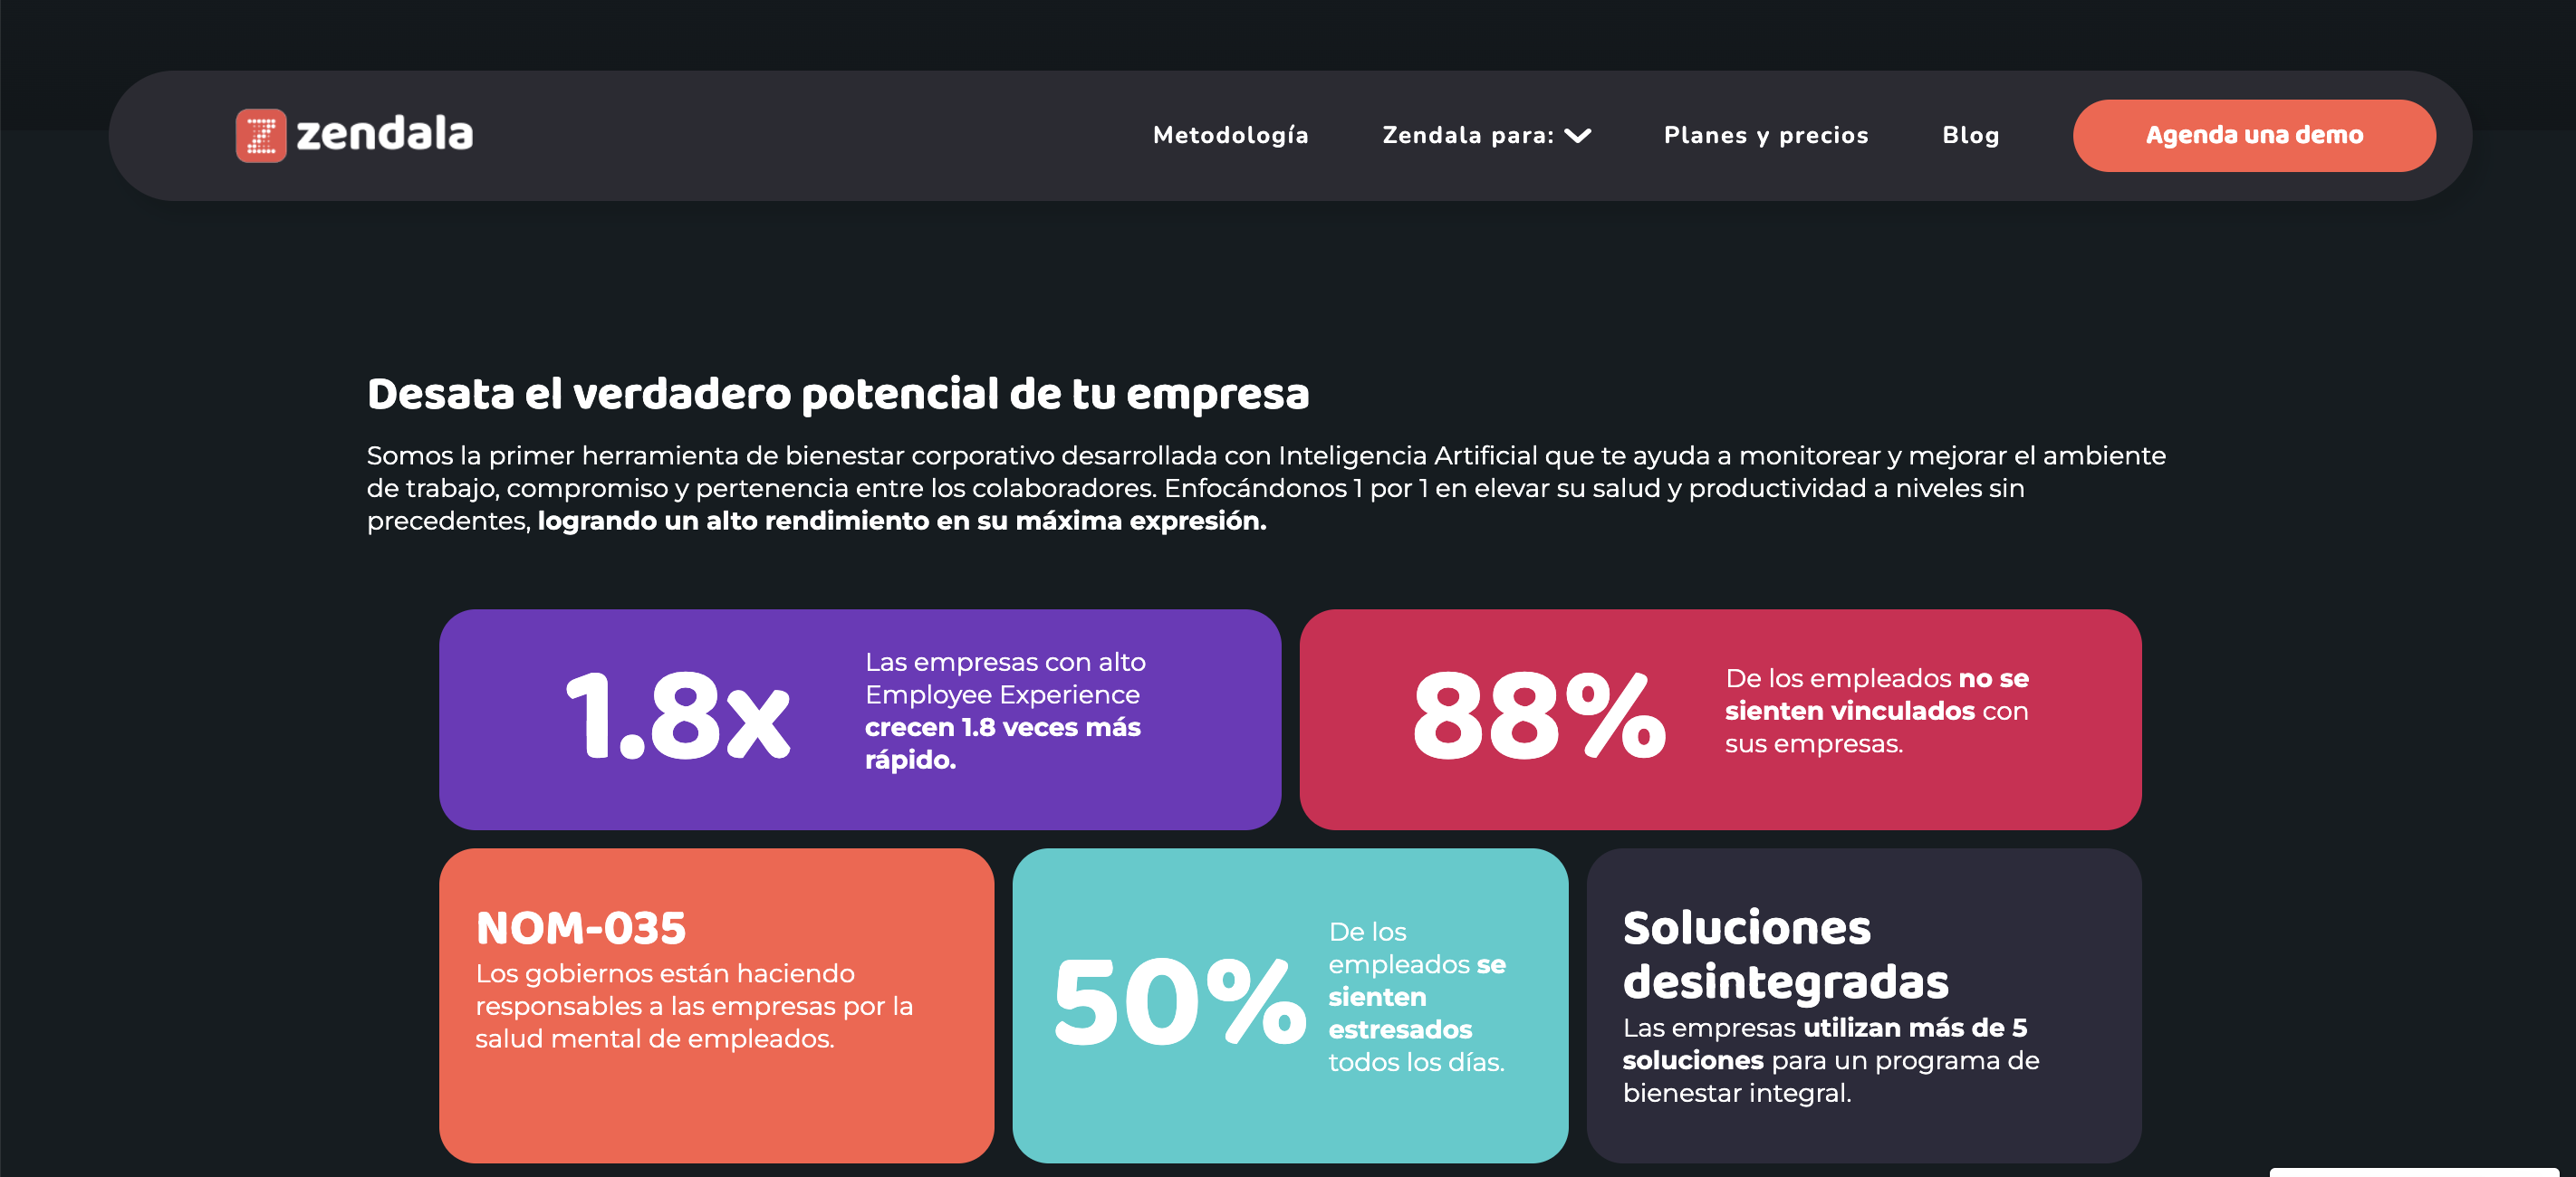 zendala
Metodología
Zendala para:
Planes y precios
Blog
Agenda una demo
Desata el verdadero potencial de tu empresa
Somos la primer herramienta de bienestar corporativo desarrollada con Inteligencia Artificial que te ayuda a monitorear y mejorar el ambiente
de trabajo, compromiso y pertenencia entre los colaboradores. Enfocándonos 1 por 1 en elevar su salud y productividad a niveles sin
precedentes, logrando un alto rendimiento en su máxima expresión.
1.8x
Las empresas con alto
Employee Experience
crecen 1.8 veces más
rápido.
88%
De los empleados no se
sienten vinculados con
sus empresas.
NOM-035
Los gobiernos están haciendo
responsables a las empresas por la
salud mental de empleados.
50%
De los
empleados se
sienten
estresados
todos los días.
Soluciones
desintegradas
Las empresas utilizan más de 5
soluciones para un programa de
bienestar integral.